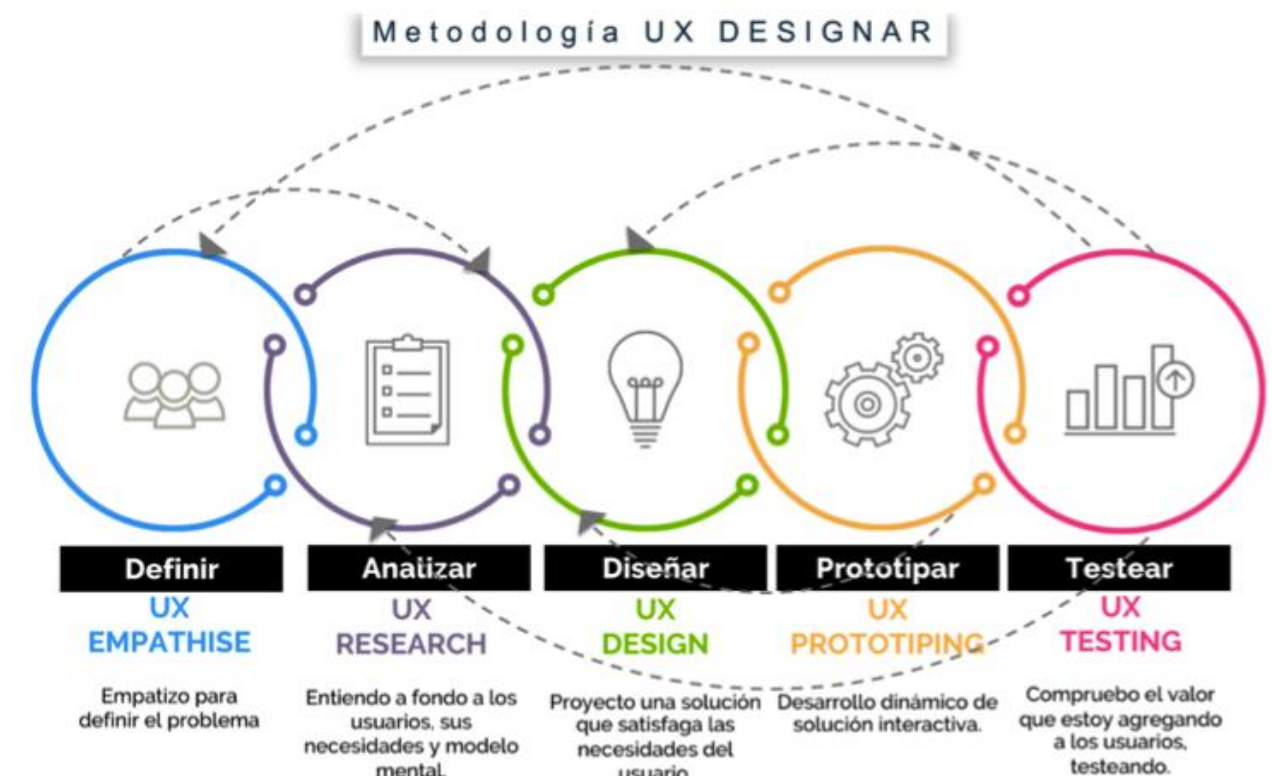 Metodología UX DESIGNAR
Definir
UX
EMPATHISE
Empatizo para
definir el problema
Analizar
UX
RESEARCH
Entiendo a fondo a los
usuarios, sus
necesidades y modelo
mental.
Diseñar
UX
DESIGN
Proyecto una solución
que satisfaga las
necesidades del
usuario
Prototipar
UX
PROTOTIPING
Desarrollo dinámico de
solución interactiva.
Testear
UX
TESTING
Compruebo el valor
que estoy agregando
a los usuarios,
testeando.